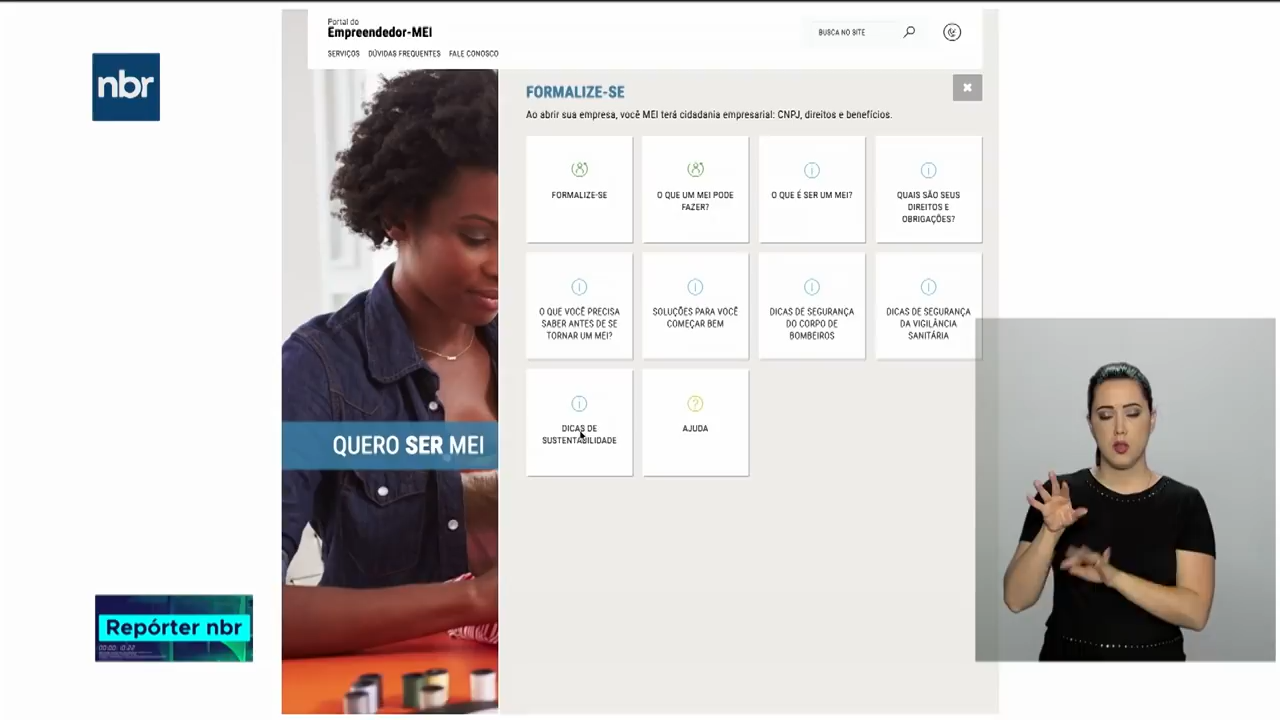 Portal do
Empreendedor-MEI
BUSCA NO SITE
SERVIÇOS DÚVIDAS FREQUENTES FALE CONOSCO
nbr
FORMALIZE-SE
Ao abrir sua empresa, você MEI terá cidadania empresarial: CNPJ, direitos e benefícios.
FORMALIZE-SE
O QUE UM MEI PODE
FAZER?
O QUE É SER UM MEI?
QUAIS SÃO SEUS
DIREITOS E
OBRIGAÇÕES?
O QUE VOCÊ PRECISA
SABER ANTES DE SE
TORNAR UM MEI?
SOLUÇÕES PARA VOCÊ
COMEÇAR BEM
DICAS DE SEGURANÇA
DO CORPO DE
BOMBEIROS
DICAS DE SEGURANÇA
DA VIGILÂNCIA
SANITÁRIA
DICAS DE
SUSTENTABILIDADE
AJUDA
QUERO SER MEI
Repórter nbr